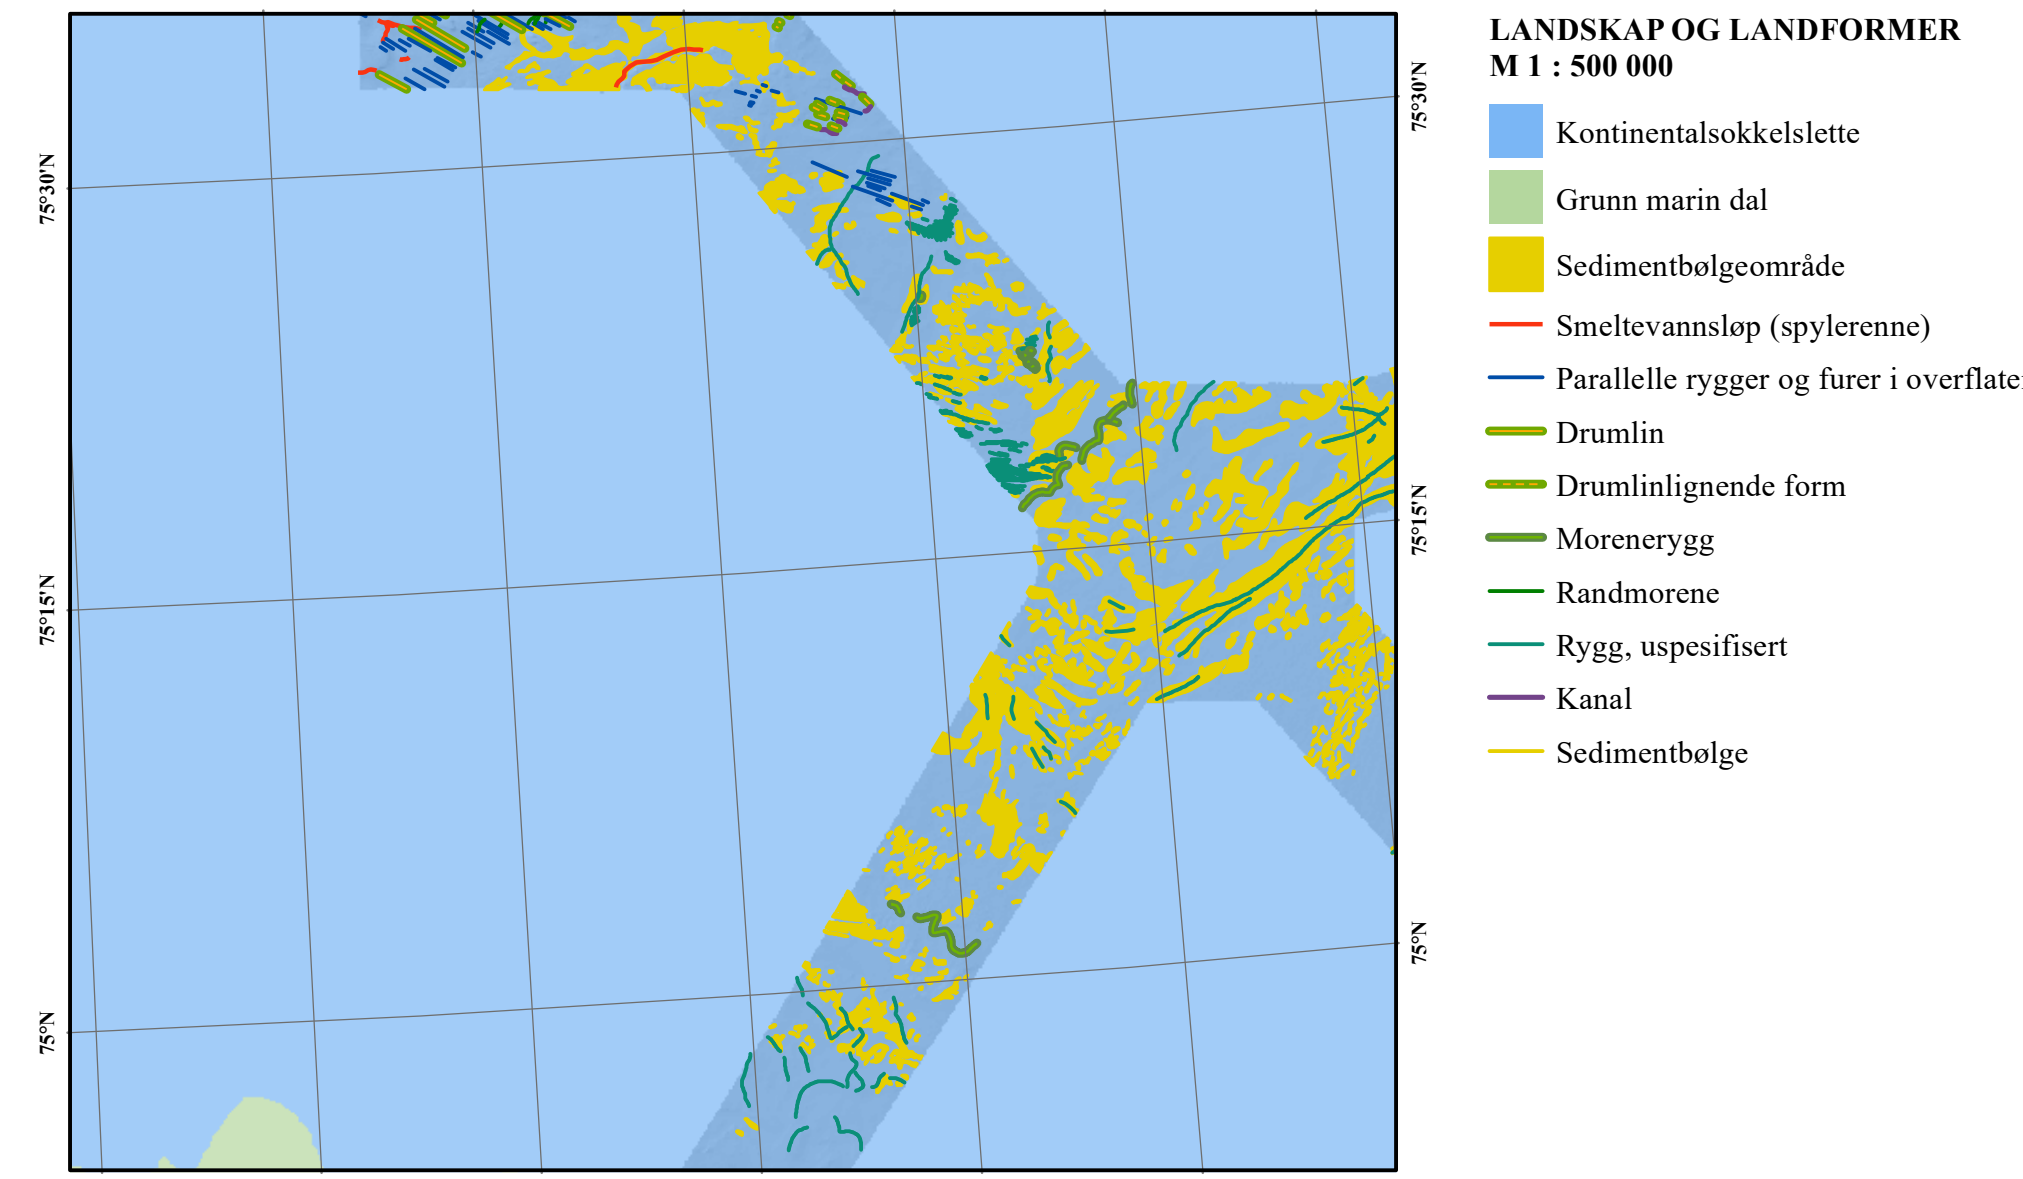 LANDSKAP OG LANDFORMER
M 1 : 500 000
Kontinentalsokkelslette
Grunn marin dal
Sedimentbølgeområde
Smeltevannsløp (spylerenne)
Parallelle rygger og furer i overflaten
Drumlin
Drumlinlignende form
Morenerygg
Randmorene
Rygg, uspesifisert
Kanal
Sedimentbølge
75°30'N
75°15'N
75°N
75°30'N
75°15'N
75°N